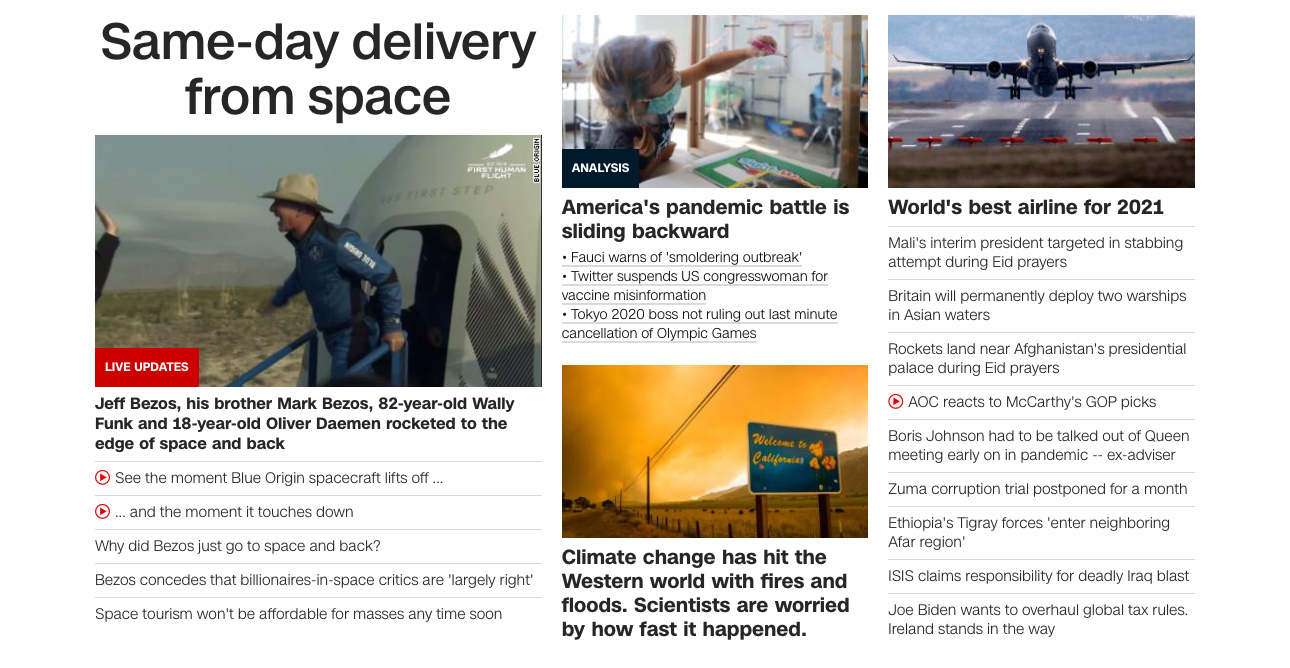 Same-day delivery
from space
BLUE ORIGIN
FIRST HUMAN
FLIGHT
FIRST STEP
BLUE ORIGIN
LIVE UPDATES
Jeff Bezos, his brother Mark Bezos, 82-year-old Wally
Funk and 18-year-old Oliver Daemen rocketed to the
edge of space and back
See the moment Blue Origin spacecraft lifts off ...
... and the moment it touches down
Why did Bezos just go to space and back?
Bezos concedes that billionaires-in-space critics are 'largely right'
Space tourism won't be affordable for masses any time soon
ANALYSIS
America's pandemic battle is
sliding backward
• Fauci warns of 'smoldering outbreak'
• Twitter suspends US congresswoman for
vaccine misinformation
• Tokyo 2020 boss not ruling out last minute
cancellation of Olympic Games
Welcome to
California
Climate change has hit the
Western world with fires and
floods. Scientists are worried
by how fast it happened.
World's best airline for 2021
Mali's interim president targeted in stabbing
attempt during Eid prayers
Britain will permanently deploy two warships
in Asian waters
Rockets land near Afghanistan's presidential
palace during Eid prayers
AOC reacts to McCarthy's GOP picks
Boris Johnson had to be talked out of Queen
meeting early on in pandemic -- ex-adviser
Zuma corruption trial postponed for a month
Ethiopia's Tigray forces 'enter neighboring
Afar region'
ISIS claims responsibility for deadly Iraq blast
Joe Biden wants to overhaul global tax rules.
Ireland stands in the way